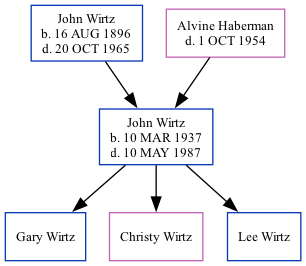 John Wirtz
b. 16 AUG 1896
d. 20 OCT 1965
Alvine Haberman
d. 1 OCT 1954
John Wirtz
b. 10 MAR 1937
d. 10 MAY 1987
Gary Wirtz
Christy Wirtz
Lee Wirtz